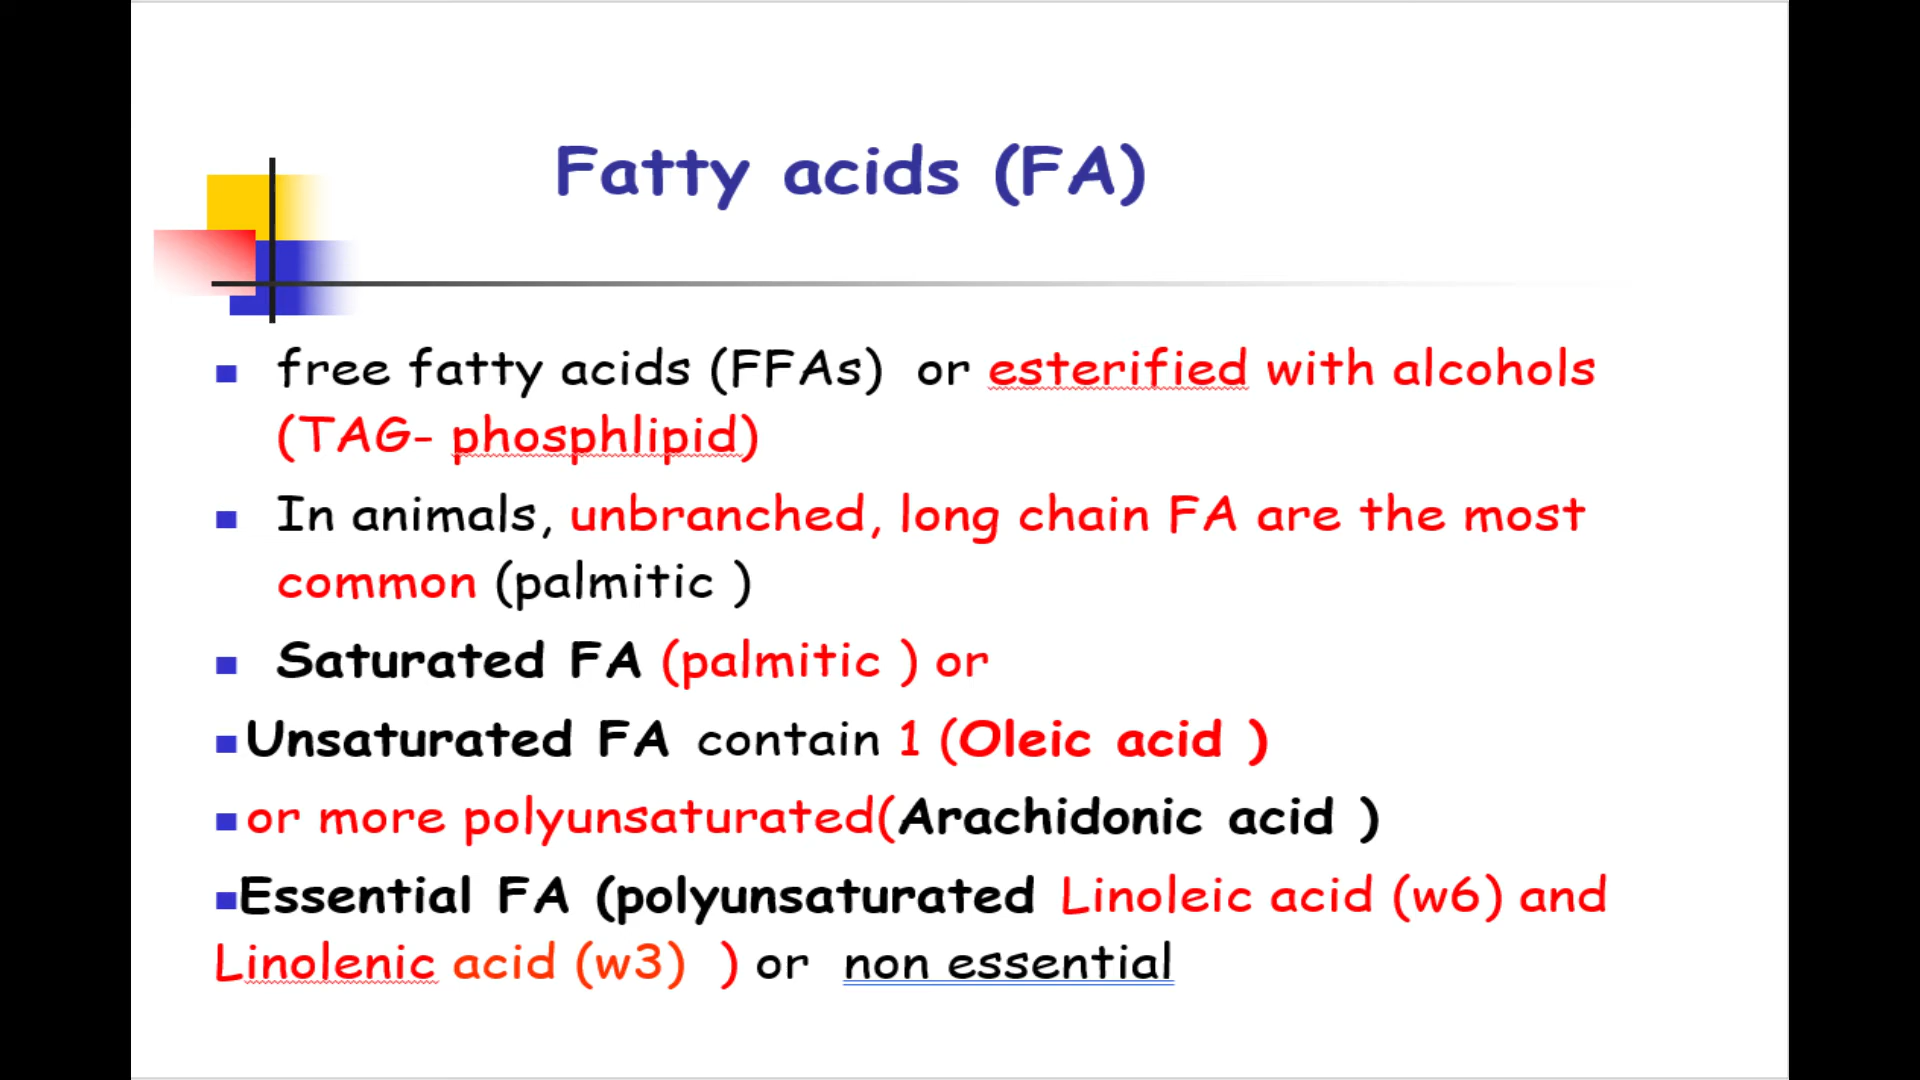 Fatty acids (FA)
free fatty acids (FFAs) or esterified with alcohols
(TAG- phosphlipid)
In animals, unbranched, long chain FA are the most
common (palmitic )
Saturated FA (palmitic ) or
Unsaturated FA contain 1 (Oleic acid )
or more polyunsaturated(Arachidonic acid )
Essential FA (polyunsaturated Linoleic acid (w6) and
Linolenic acid (w3) ) or non essential